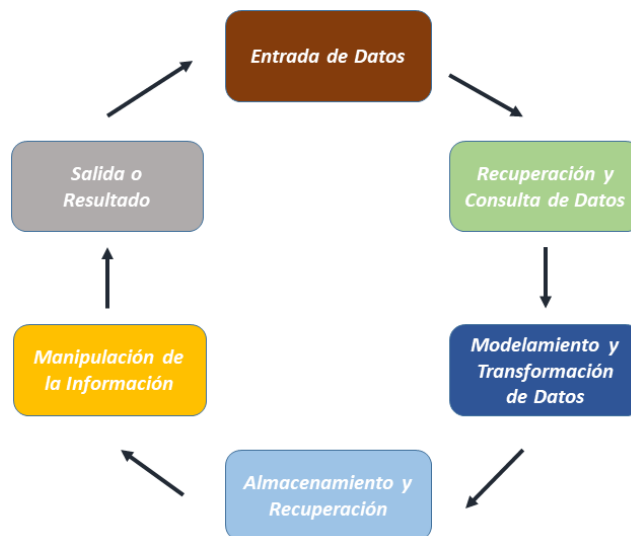 Entrada de Datos
Recuperación y
Consulta de Datos
Modelamiento y
Transformación
de Datos
Almacenamiento y
Recuperación
Manipulación de
la Información
Salida o
Resultado